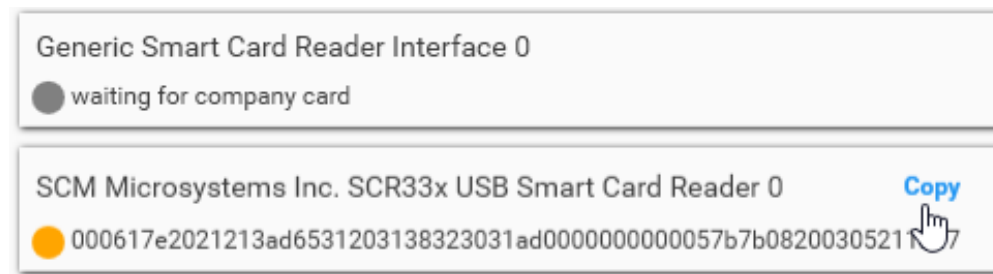 Generic Smart Card Reader Interface 0
waiting for company card
SCM Microsystems Inc. SCR33x USB Smart Card Reader 0
Copy